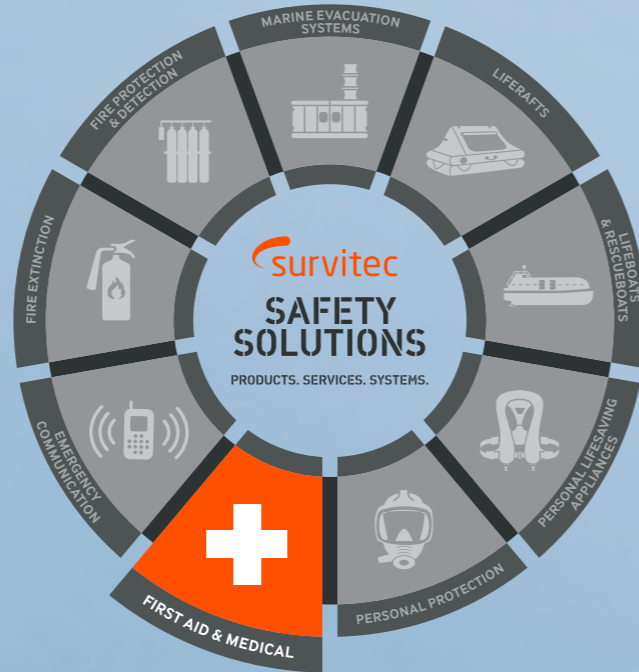 MARINE EVACUATION
SYSTEMS
LIFERAFTS
LIFEBOATS
& RESCUEBOATS
PERSONAL LIFESAVING
APPLIANCES
PERSONAL PROTECTION
FIRST AID & MEDICAL
EMERGENCY
COMMUNICATION
FIRE EXTINCTION
FIRE PROTECTION
& DETECTION
survitec
SAFETY
SOLUTIONS
PRODUCTS. SERVICES. SYSTEMS.